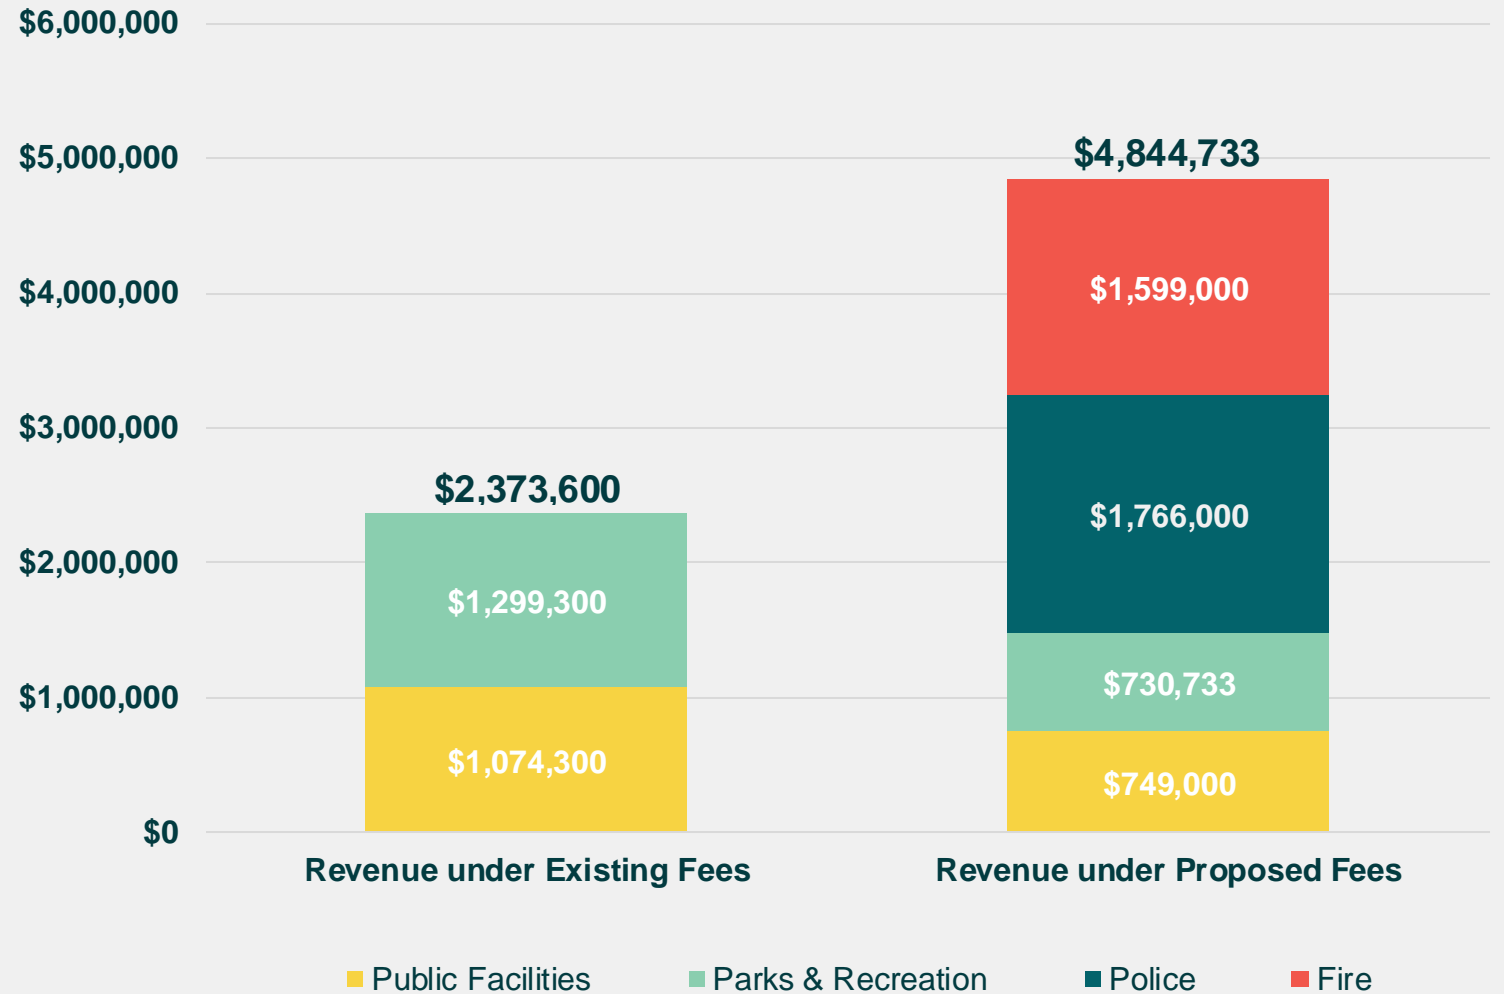 $6,000,000
$5,000,000
$4,000,000
$3,000,000
$2,000,000
$1,000,000
$0
$2,373,600
$1,299,300
$1,074,300
$4,844,733
$1,599,000
$1,766,000
$730,733
$749,000
Revenue under Existing Fees
Revenue under Proposed Fees
Public Facilities
Parks & Recreation
Police
Fire